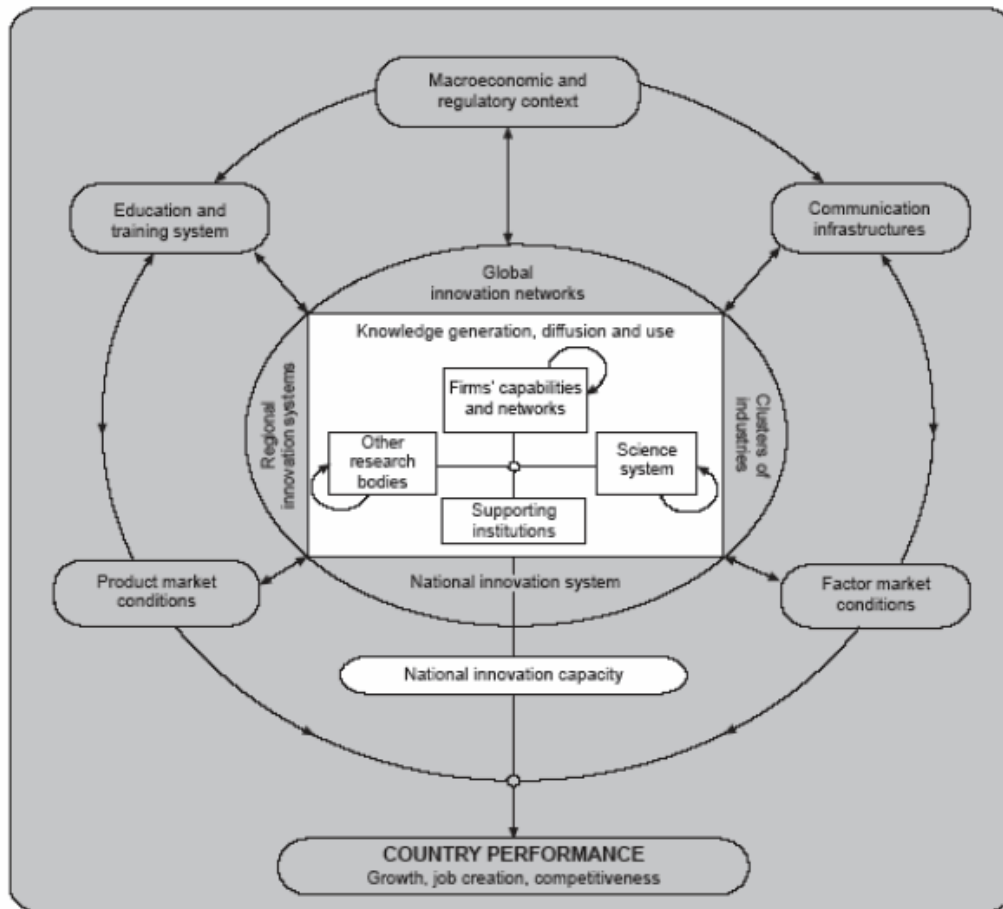 Macroeconomic and
regulatory context
Education and
training system
Communication
infrastructures
Global
innovation networks
Knowledge generation, diffusion and use
Firms' capabilities
and networks
Regional
innovation systems
Clusters of
industries
Other
research
bodies
Science
system
Supporting
institutions
Product market
conditions
National innovation system
Factor market
conditions
National innovation capacity
COUNTRY PERFORMANCE
Growth, job creation, competitiveness